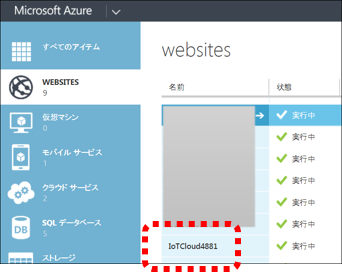 Microsoft Azure
すべてのアイテム
WEBSITES
9
仮想マシン
0
モバイル サービス
1
クラウド サービス
2
SQL データベース
5
ストレージ
websites
名前
状態
実行中
実行中
実行中
実行中
実行中
実行中
IoTCloud4881
実行中